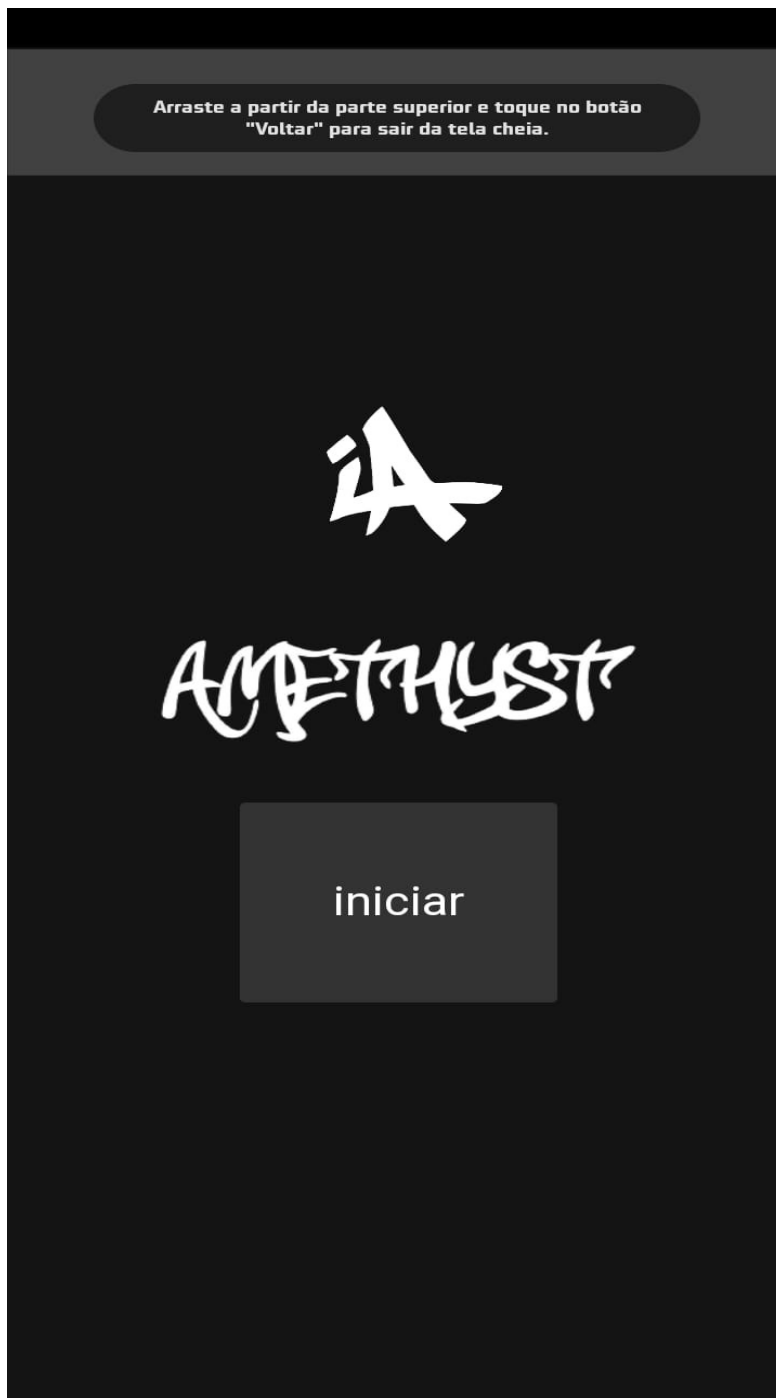 Arraste a partir da parte superior e toque no botão
"Voltar" para sair da tela cheia.
iA
AMETHYST
iniciar